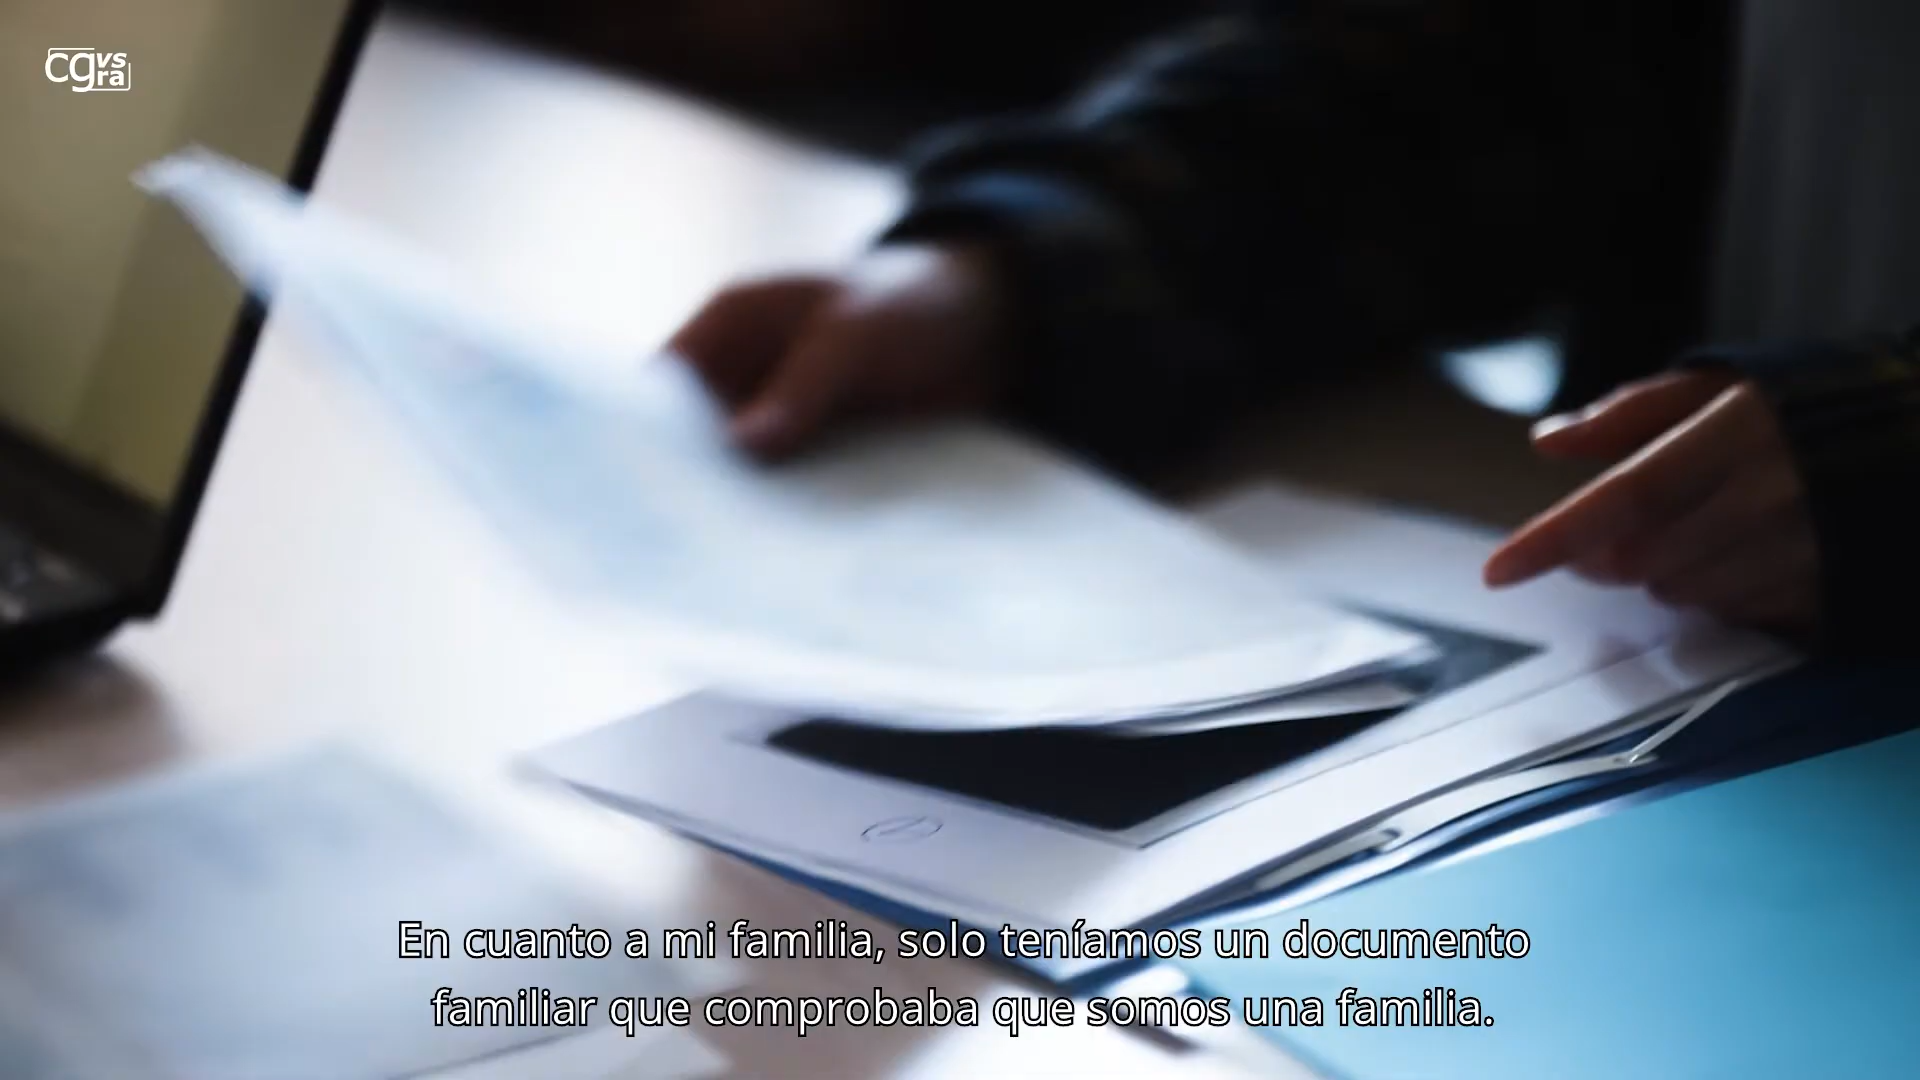 cgvs
ra
En cuanto a mi familia, solo teníamos un documento
familiar que comprobaba que somos una familia.